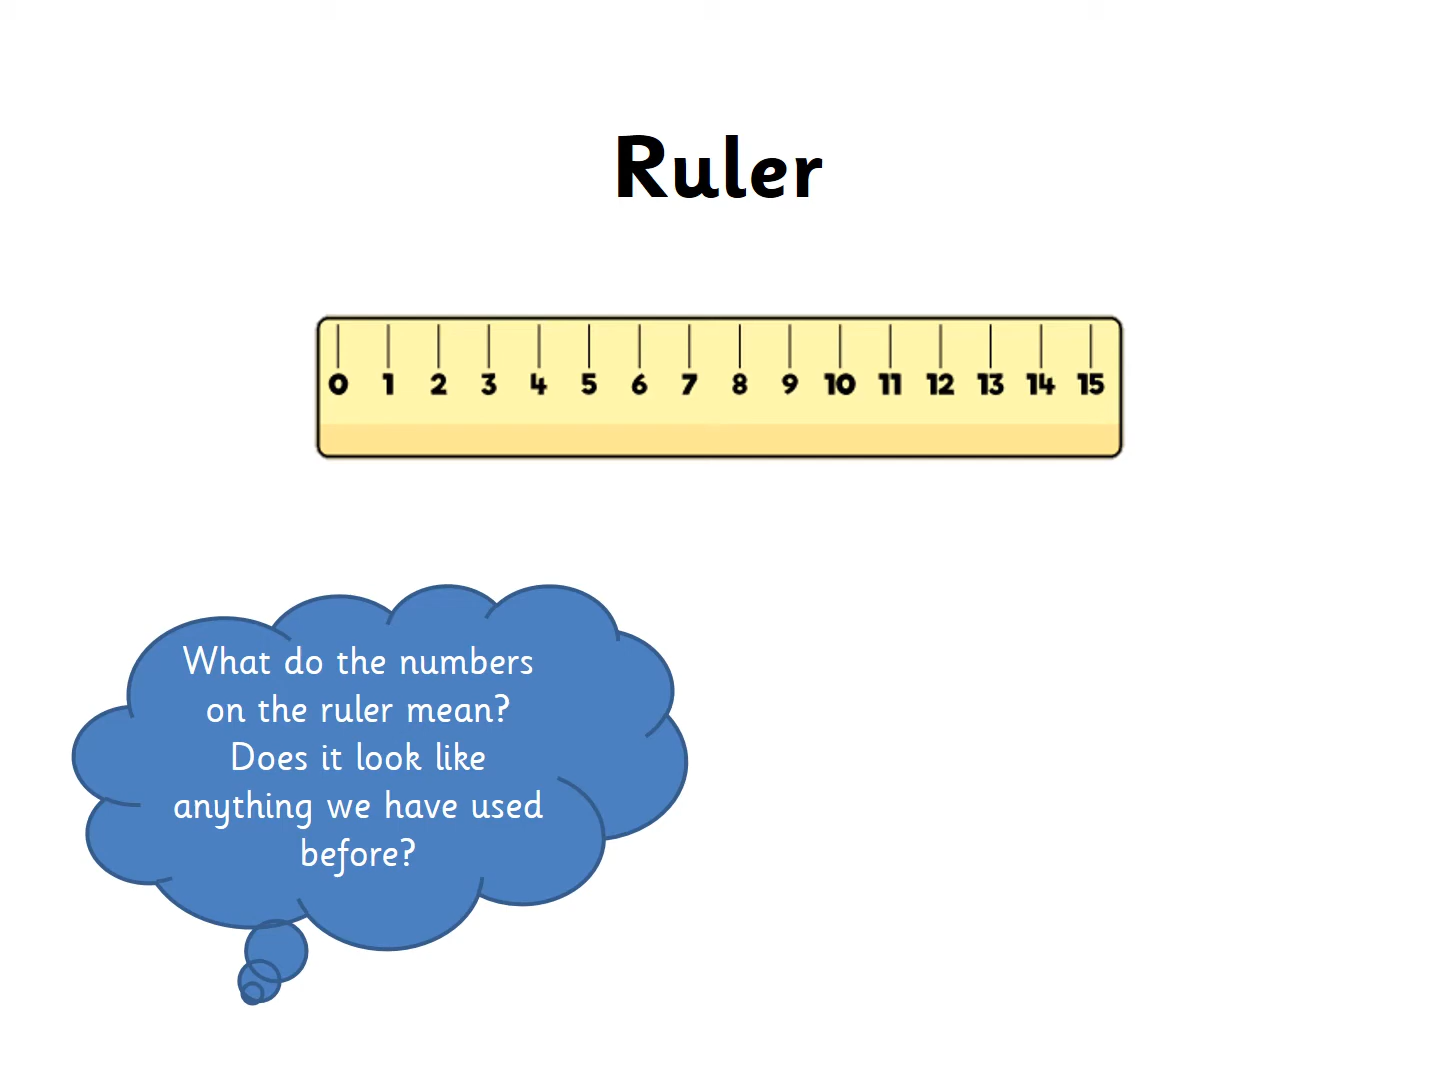 Ruler
0 1 2 3 4 5 6 7 8 9 10 11 12 13 14 15
What do the numbers
on the ruler mean?
Does it look like
anything we have used
before?